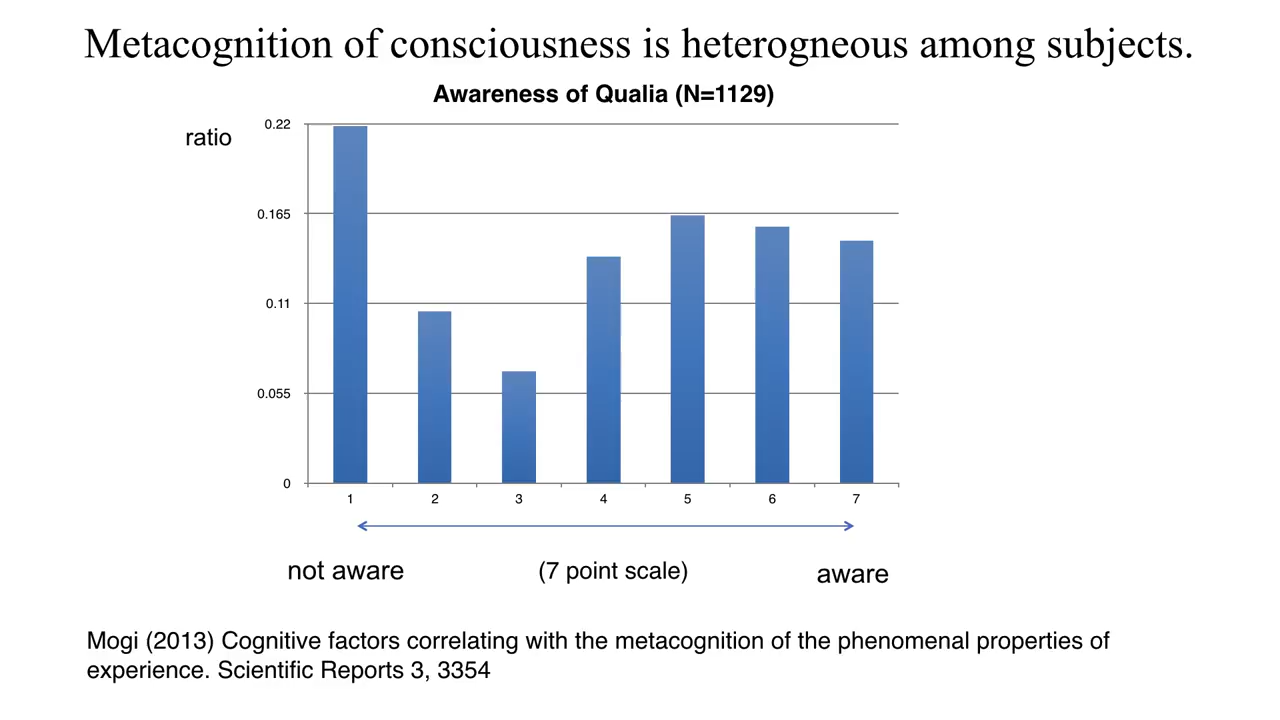 Metacognition of consciousness is heterogneous among subjects.
Awareness of Qualia (N=1129)
ratio
0.22
0.165
0.11
0.055
0
1 2 3 4 5 6 7
not aware (7 point scale) aware
Mogi (2013) Cognitive factors correlating with the metacognition of the phenomenal properties of
experience. Scientific Reports 3, 3354